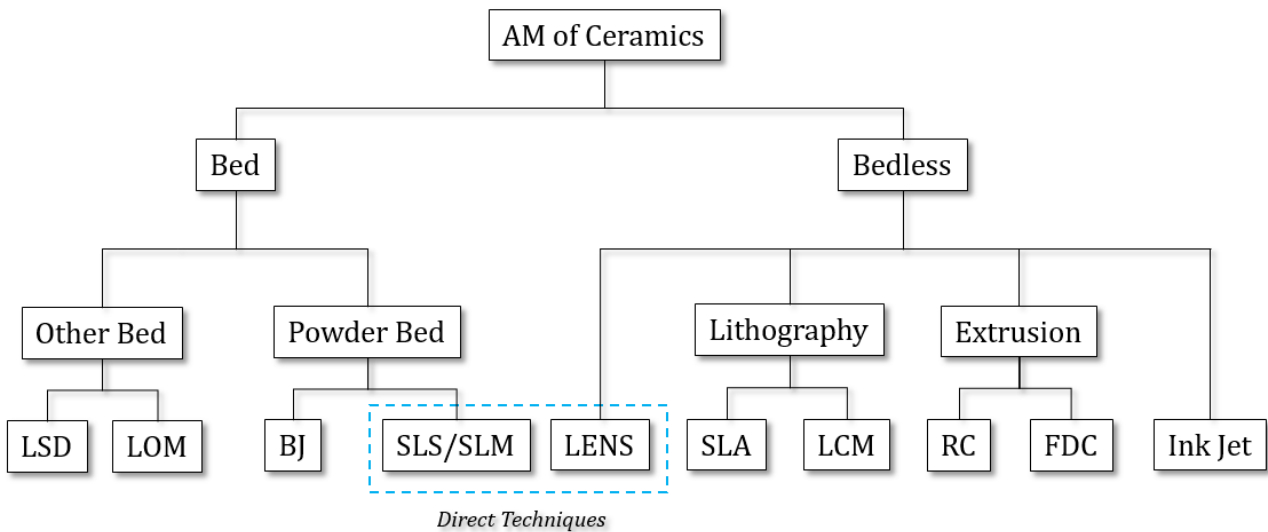 AM of Ceramics
Bed
Bedless
Other Bed
Powder Bed
Lithography
Extrusion
LSD
LOM
BJ
SLS/SLM
LENS
SLA
LCM
RC
FDC
Ink Jet
Direct Techniques